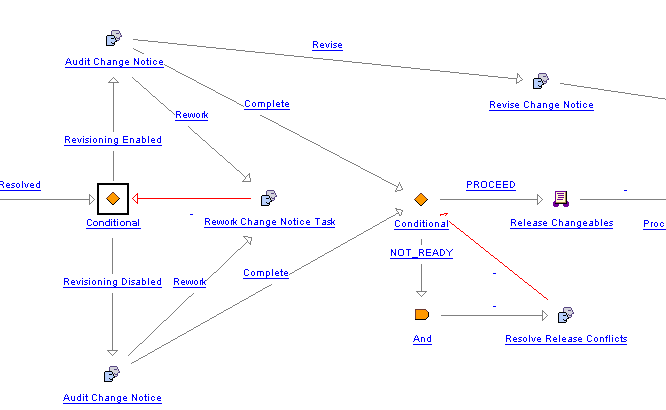 Revise
Audit Change Notice
Complete
Revise Change Notice
Rework
Revisioning Enabled
Resolved
PROCEED
Conditional
Rework Change Notice Task
Conditional
Release Changeables
Proc
NOT_READY
Complete
Revisioning Disabled
Rework
And
Resolve Release Conflicts
Audit Change Notice